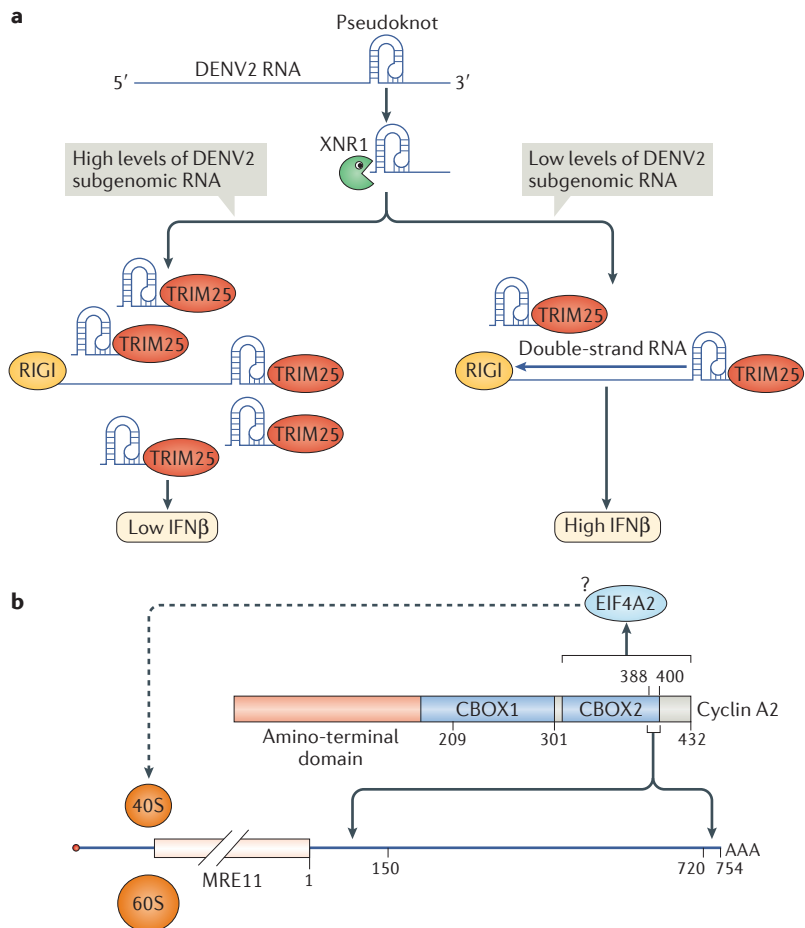 a
Pseudoknot
5′ DENV2 RNA 3′
XNR1
High levels of DENV2
subgenomic RNA
Low levels of DENV2
subgenomic RNA
TRIM25
TRIM25
RIGI
TRIM25
TRIM25
TRIM25
Low IFNβ
TRIM25
Double-strand RNA
RIGI
TRIM25
High IFNβ
b
?
EIF4A2
388 400
CBOX1 CBOX2 Cyclin A2
Amino-terminal
domain
209 301 432
40S
AAA
MRE11 1 150 720 754
60S